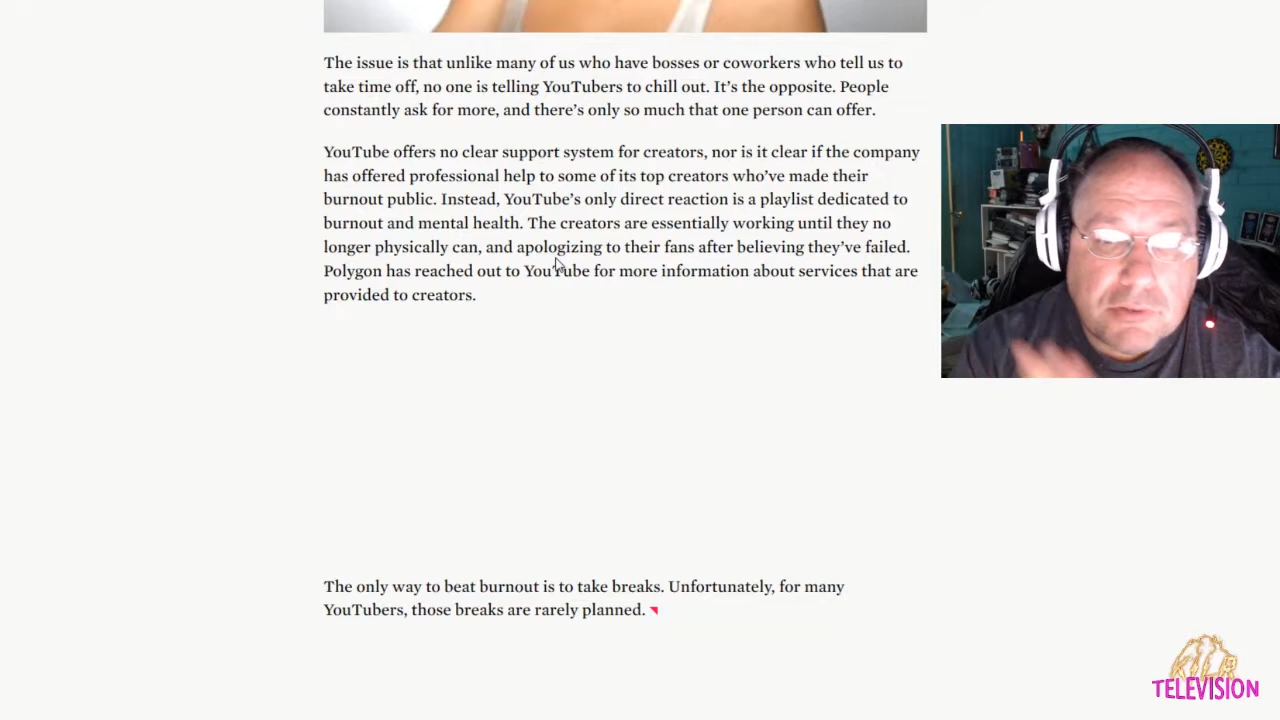 The issue is that unlike many of us who have bosses or coworkers who tell us to
take time off, no one is telling YouTubers to chill out. It’s the opposite. People
constantly ask for more, and there’s only so much that one person can offer.
YouTube offers no clear support system for creators, nor is it clear if the company
has offered professional help to some of its top creators who’ve made their
burnout public. Instead, YouTube’s only direct reaction is a playlist dedicated to
burnout and mental health. The creators are essentially working until they no
longer physically can, and apologizing to their fans after believing they’ve failed.
Polygon has reached out to YouTube for more information about services that are
provided to creators.
The only way to beat burnout is to take breaks. Unfortunately, for many
YouTubers, those breaks are rarely planned.
KILR
TELEVISION